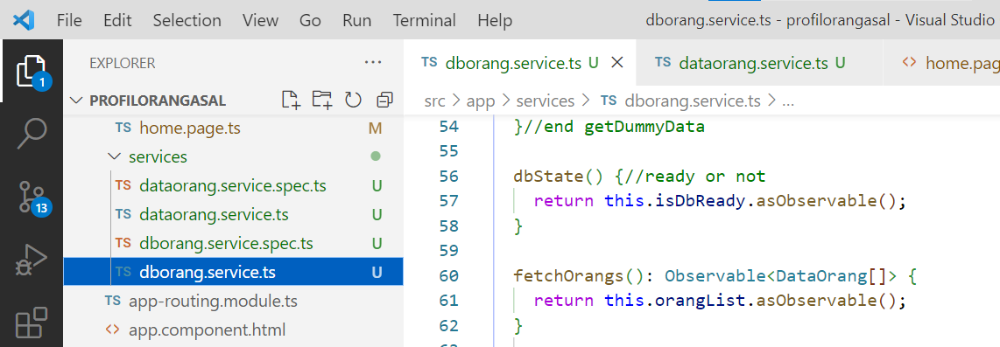 File Edit Selection View Go Run Terminal Help dborang.service.ts - profilorangasal - Visual Studio
EXPLORER ...
TS dborang.service.ts U
TS dataorang.service.ts U
<> home.pag
1
PROFILORANGASAL
src > app > services > TS dborang.service.ts > ...
TS home.page.ts M
services
TS dataorang.service.spec.ts U
TS dataorang.service.ts U
13
TS dborang.service.spec.ts U
TS dborang.service.ts U
TS app-routing.module.ts
<> app.component.html
54 }//end getDummyData
55
56 dbState() {//ready or not
57 return this.isDbReady.asObservable();
58 }
59
60 fetchOrangs(): Observable<DataOrang[]> {
61 return this.orangList.asObservable();
62 }